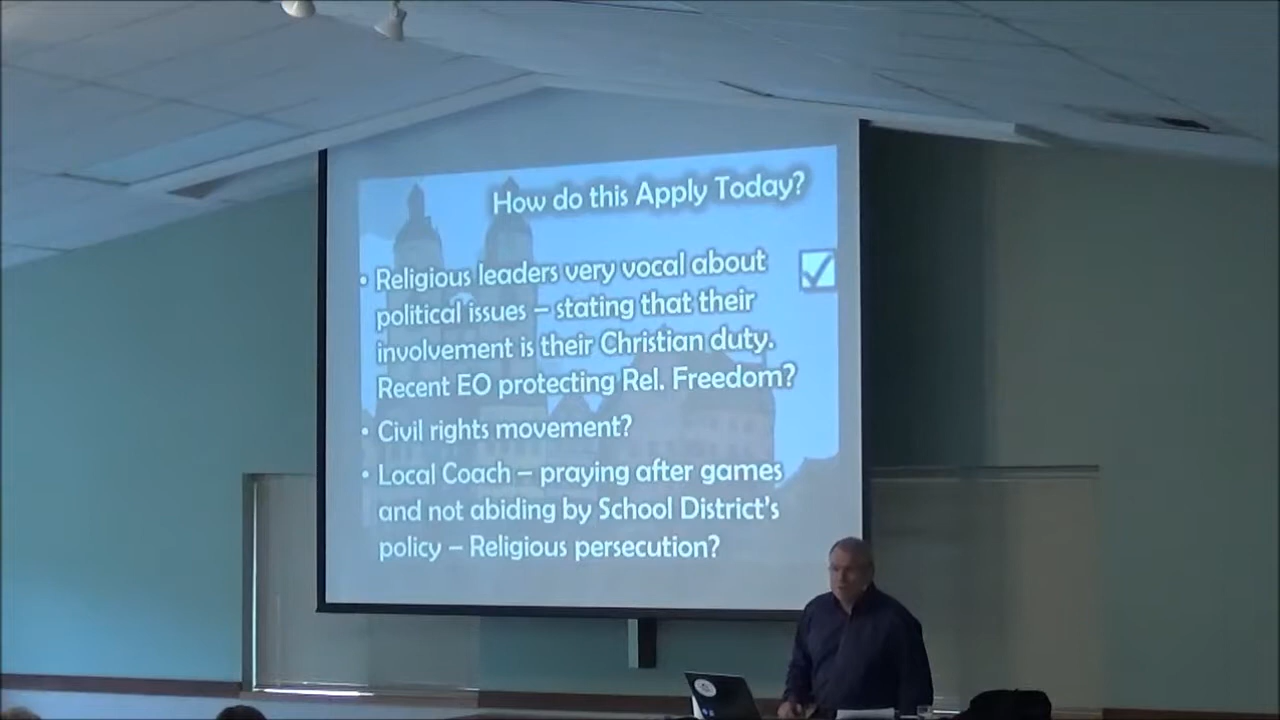 How do this Apply Today?
• Religious leaders very vocal about
political issues – stating that their
involvement is their Christian duty.
Recent EO protecting Rel. Freedom?
• Civil rights movement?
• Local Coach – praying after games
and not abiding by School District's
policy – Religious persecution?